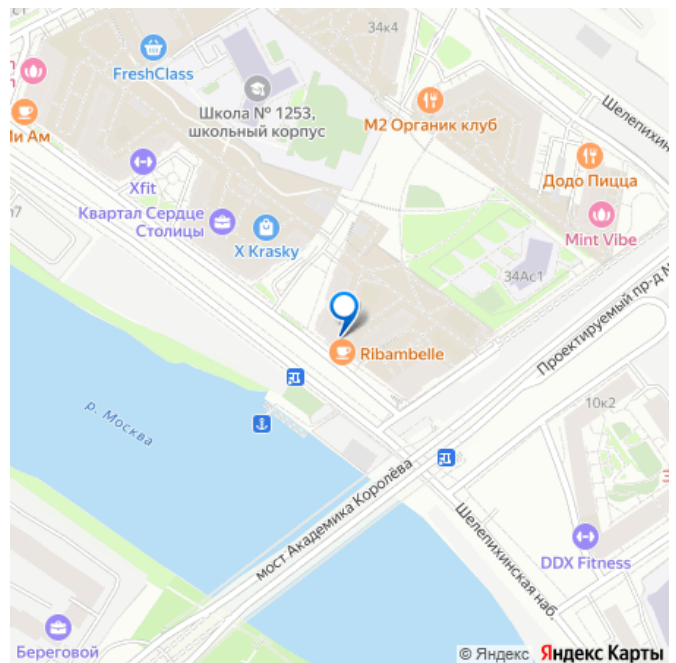 34к4
FreshClass
Школа № 1253,
школьный корпус
М2 Органик клуб
Шелепихин
Ми Ам
Xfit
Додо Пицца
Квартал Сердце
Столицы
X Krasky
Mint Vibe
34Ас1
Проектируемый пр-д №
Ribambelle
10к2
р. Москва
мост Академика Королёва
Шелепихинская наб.
DDX Fitness
Береговой
© Яндекс Яндекс Карты